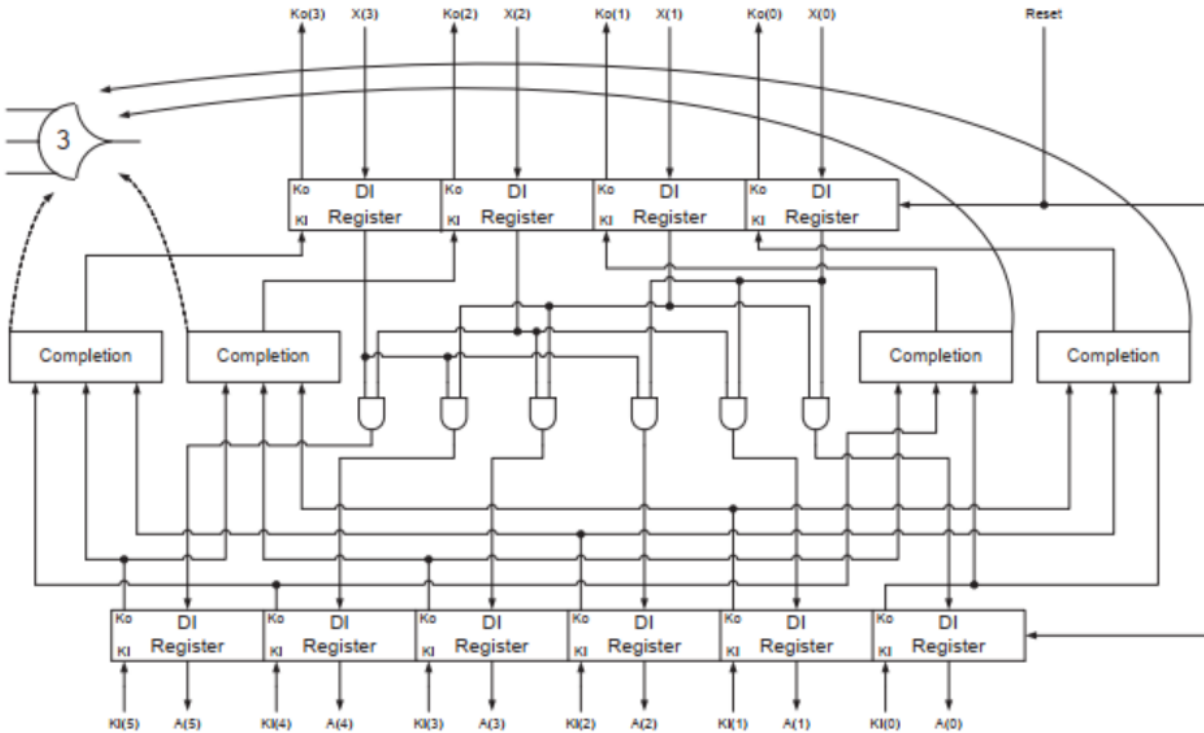 Ko(3) X(3) Ko(2) X(2) Ko(1) X(1) Ko(0) X(0) Reset
3
Ko DI Ko DI Ko DI Ko DI
KI Register KI Register KI Register KI Register
Completion Completion Completion Completion
Ko DI Ko DI Ko DI Ko DI Ko DI Ko DI
KI Register KI Register KI Register KI Register KI Register KI Register
KI(5) A(5) KI(4) A(4) KI(3) A(3) KI(2) A(2) KI(1) A(1) KI(0) A(0)